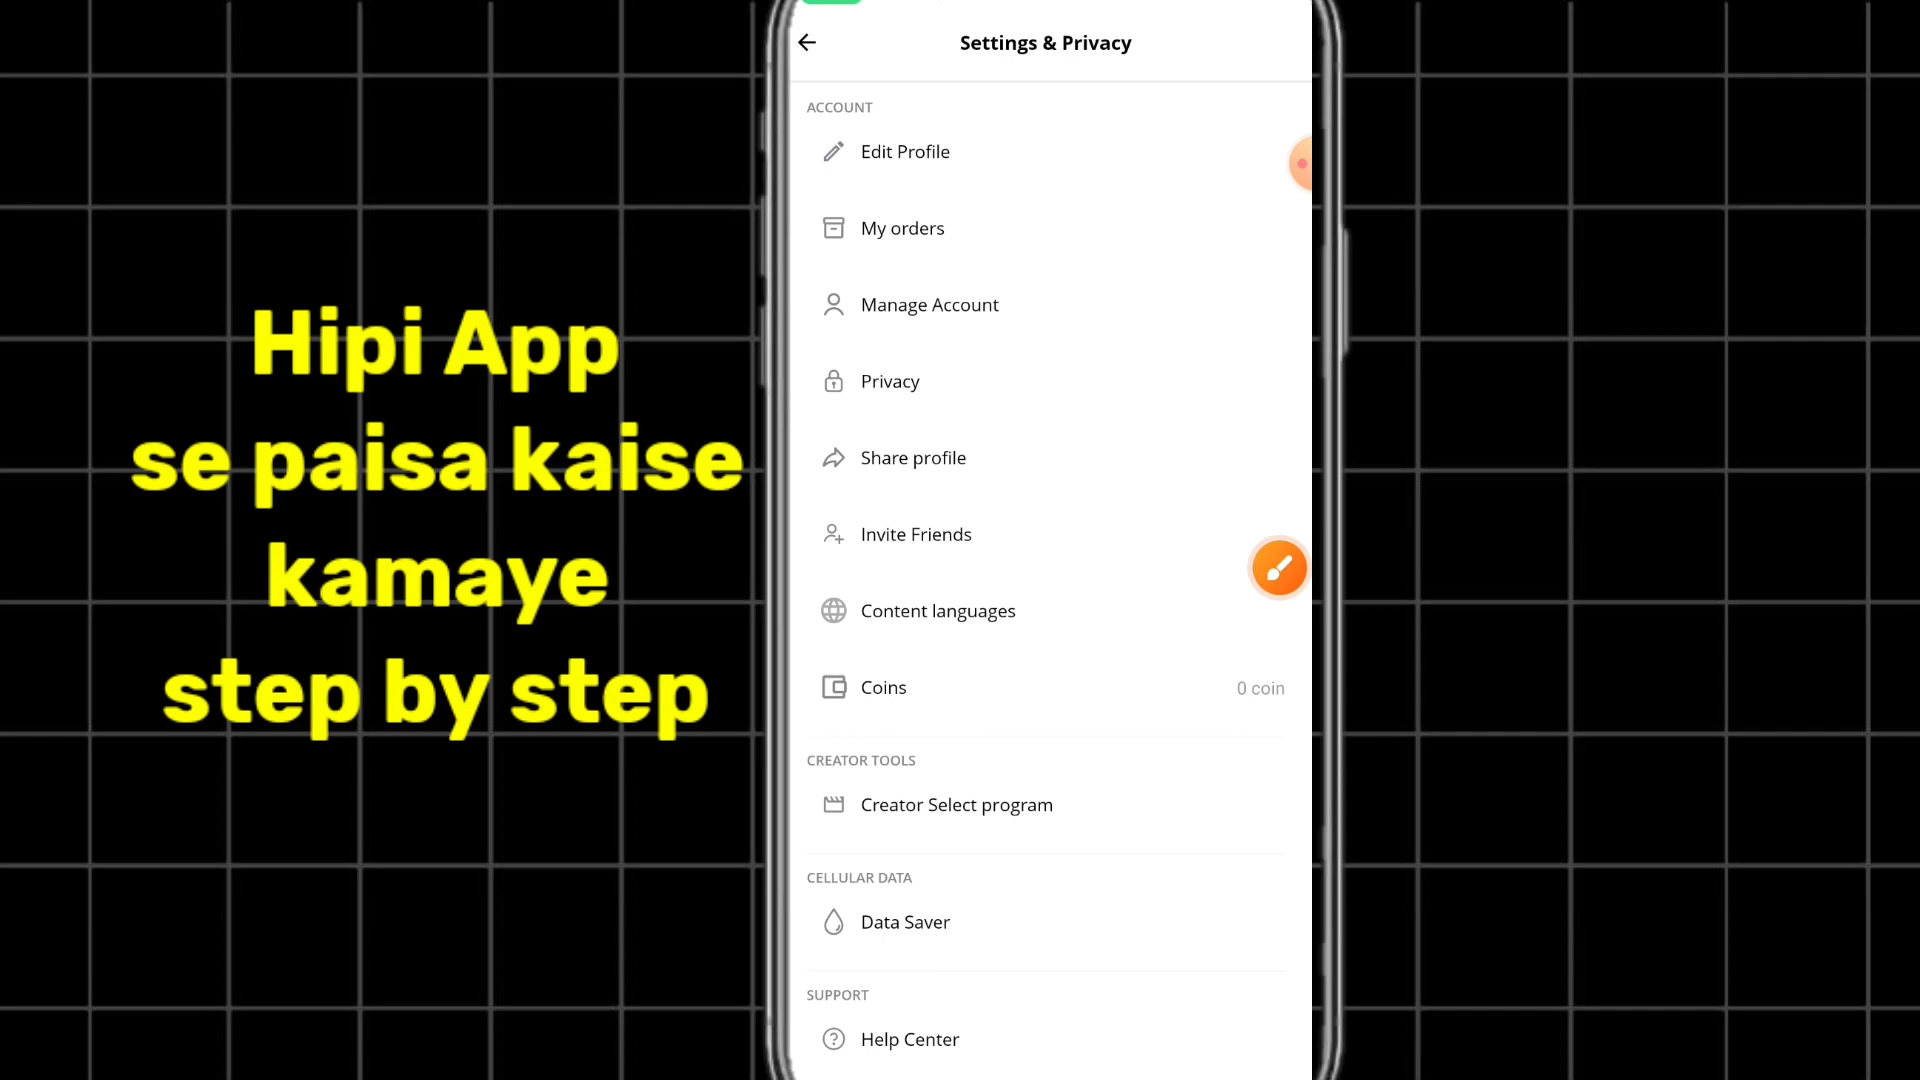 Hipi App
se paisa kaise
kamaye
step by step
Settings & Privacy
ACCOUNT
Edit Profile
My orders
Manage Account
Privacy
Share profile
Invite Friends
Content languages
Coins 0 coin
CREATOR TOOLS
Creator Select program
CELLULAR DATA
Data Saver
SUPPORT
Help Center